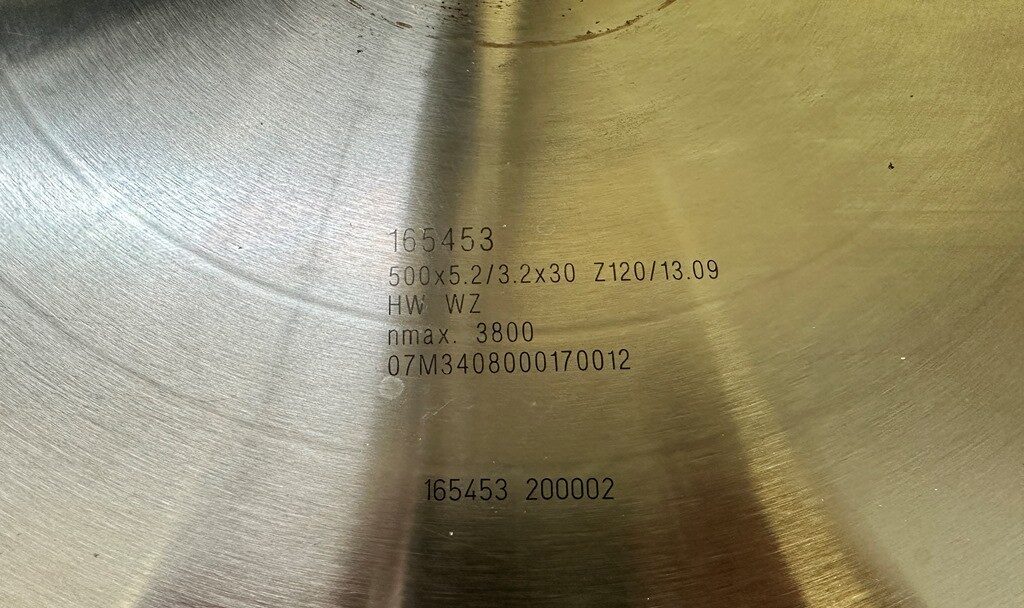 165453
500x5.2/3.2x30 Z120/13.09
HW WZ
nmax. 3800
07M3408000170012
165453 200002